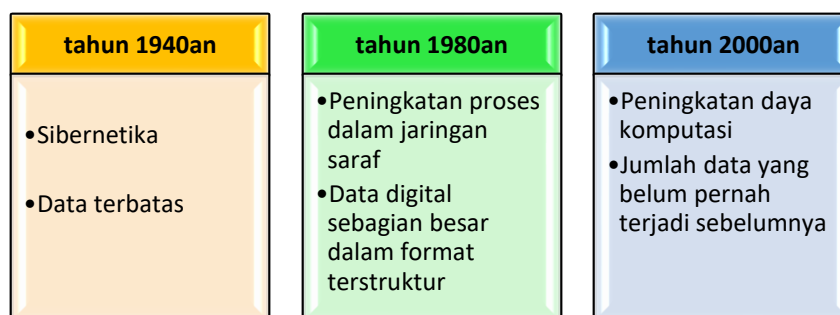 tahun 1940an
•Sibernetika
•Data terbatas
tahun 1980an
•Peningkatan proses
dalam jaringan
saraf
•Data digital
sebagian besar
dalam format
terstruktur
tahun 2000an
•Peningkatan daya
komputasi
•Jumlah data yang
belum pernah
terjadi sebelumnya